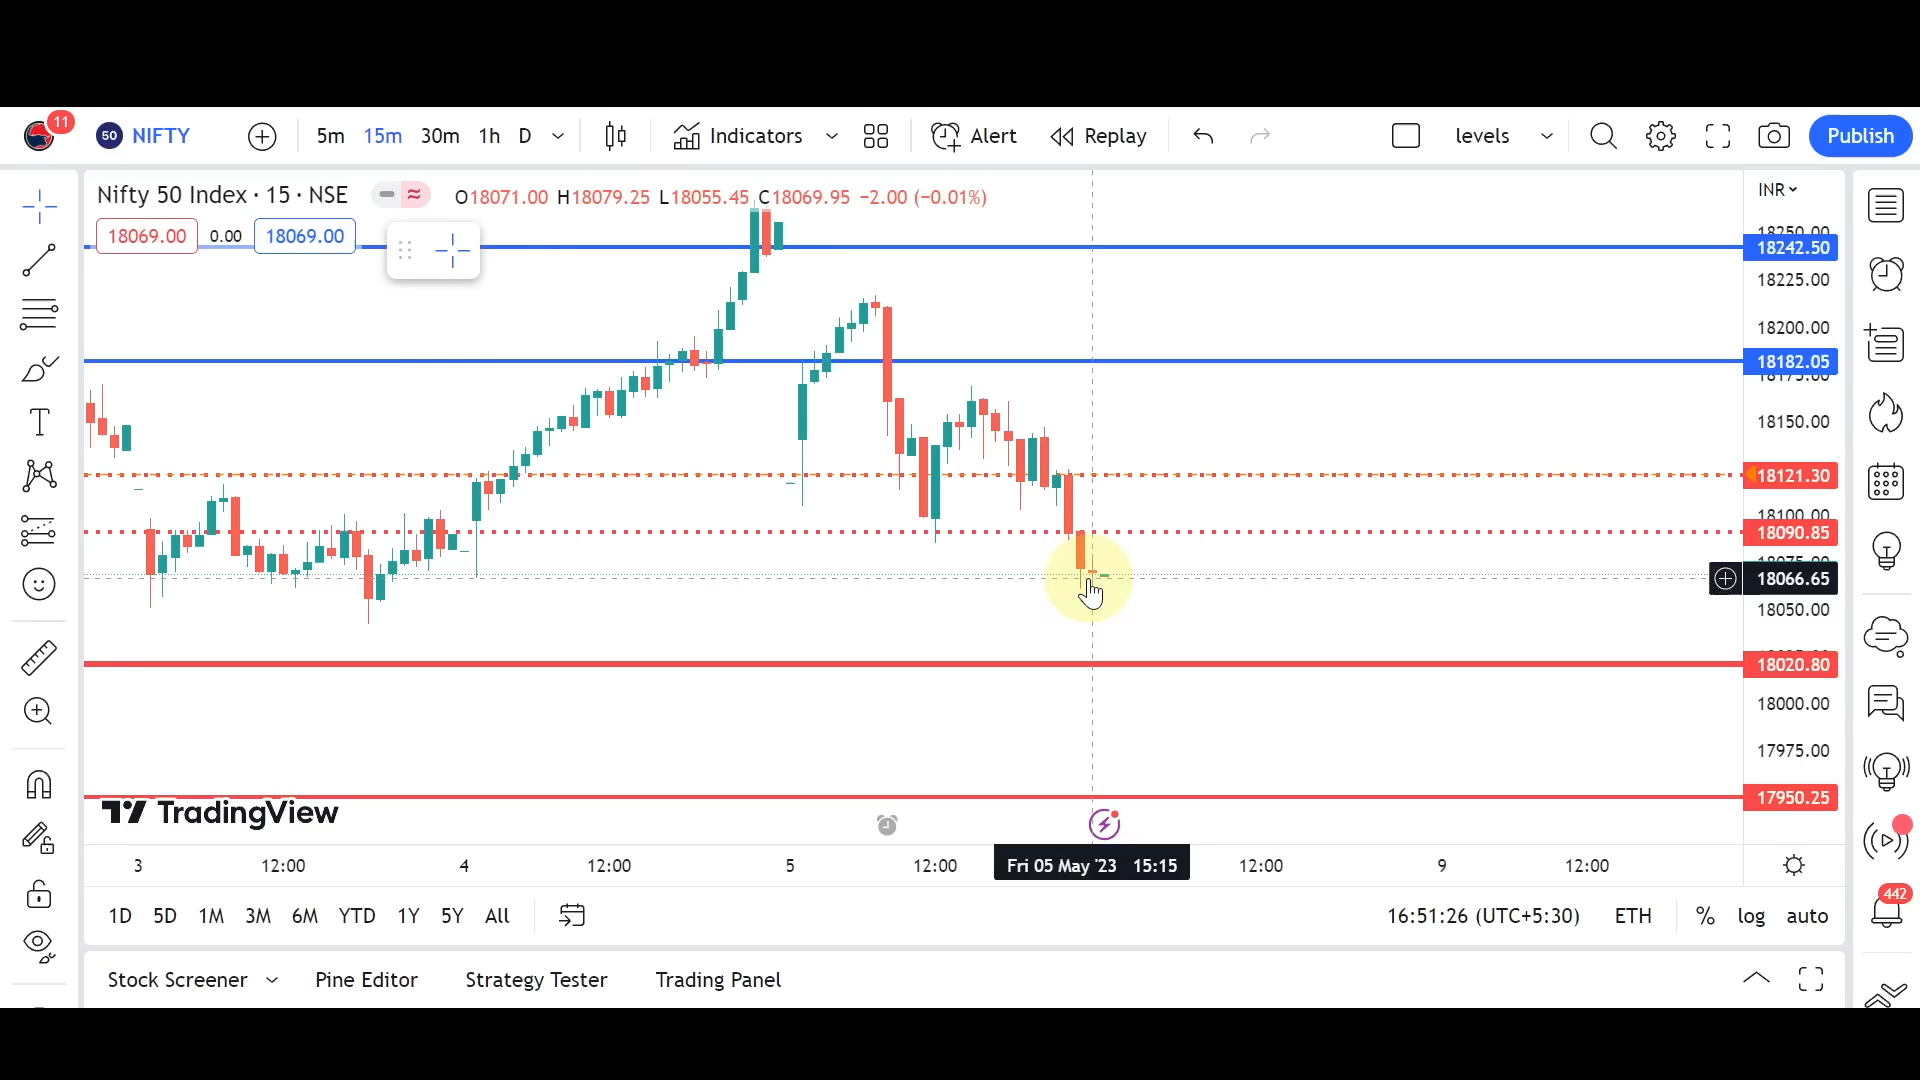 11
50 NIFTY 5m 15m 30m 1h D Indicators Alert Replay levels Publish
Nifty 50 Index · 15 · NSE O18071.00 H18079.25 L18055.45 C18069.95 −2.00 (−0.01%)
INR
18069.00 0.00 18069.00
18250.00
18242.50
18225.00
18200.00
18182.05
18175.00
18150.00
18121.30
18100.00
18090.85
18075.00
18066.65
18050.00
18020.80
18000.00
17975.00
17950.25
TradingView
3 12:00 4 12:00 5 12:00 Fri 05 May '23 15:15 12:00 9 12:00
1D 5D 1M 3M 6M YTD 1Y 5Y All 16:51:26 (UTC+5:30) ETH % log auto
442
Stock Screener Pine Editor Strategy Tester Trading Panel